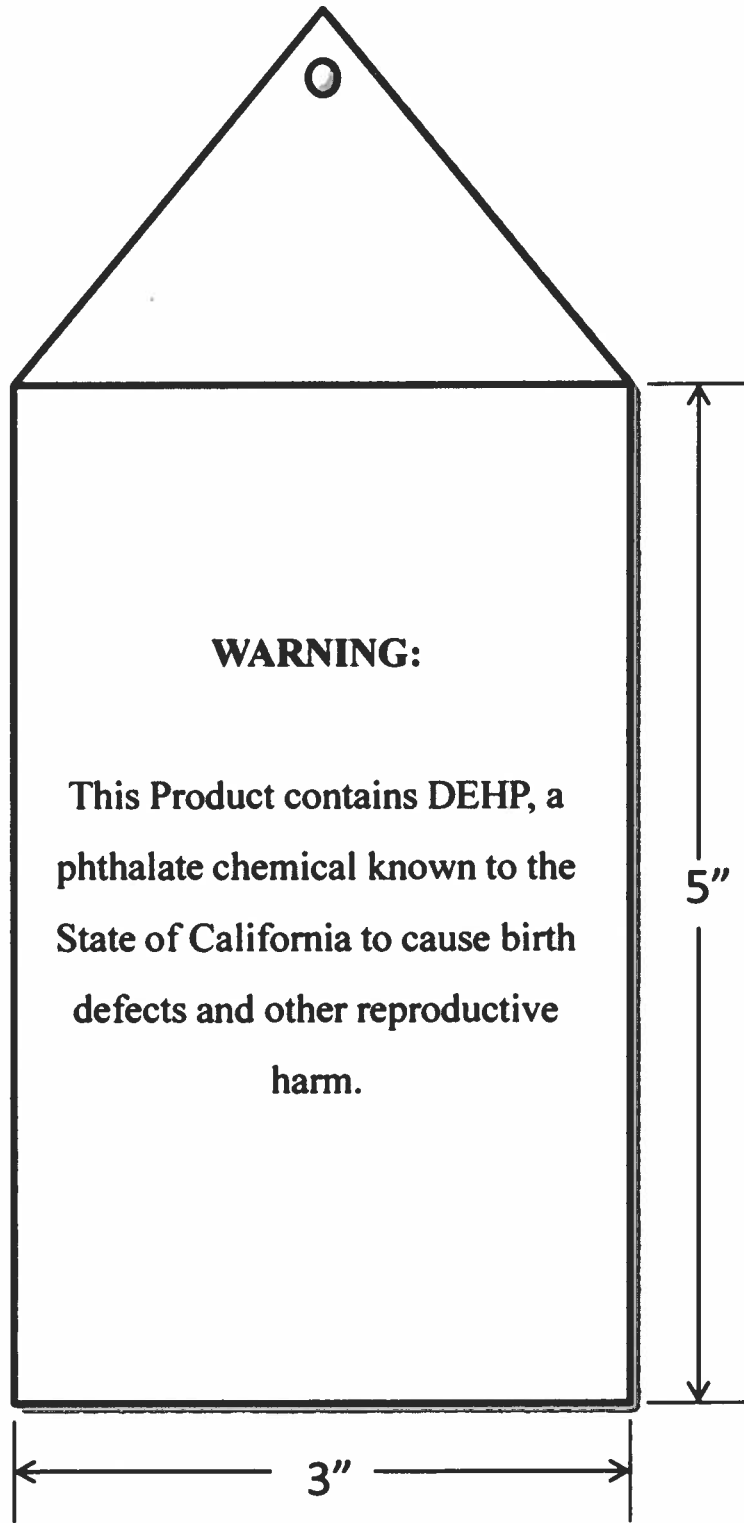 WARNING:
This Product contains DEHP, a
phthalate chemical known to the
State of California to cause birth
defects and other reproductive
harm.
5"
3"